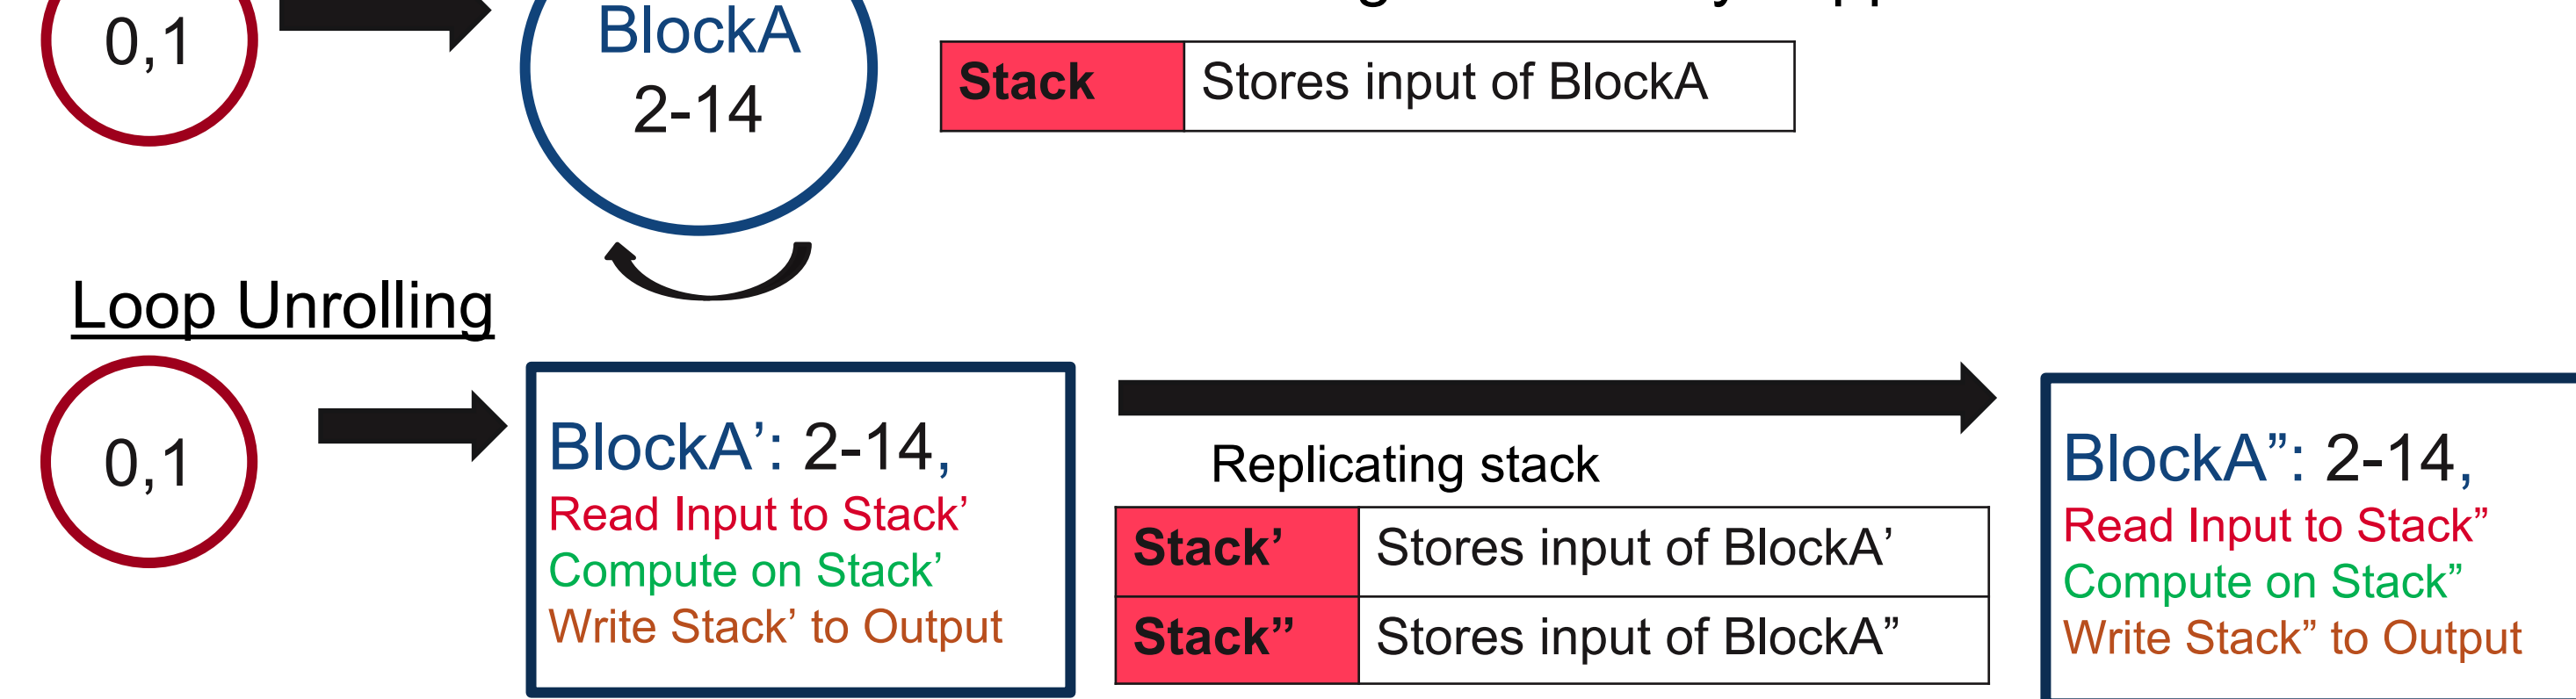 0,1
BlockA
2-14
Stack Stores input of BlockA
Loop Unrolling
0,1
BlockA’: 2-14,
Read Input to Stack’
Compute on Stack’
Write Stack’ to Output
Replicating stack
Stack’ Stores input of BlockA’
Stack” Stores input of BlockA”
BlockA”: 2-14,
Read Input to Stack”
Compute on Stack”
Write Stack” to Output